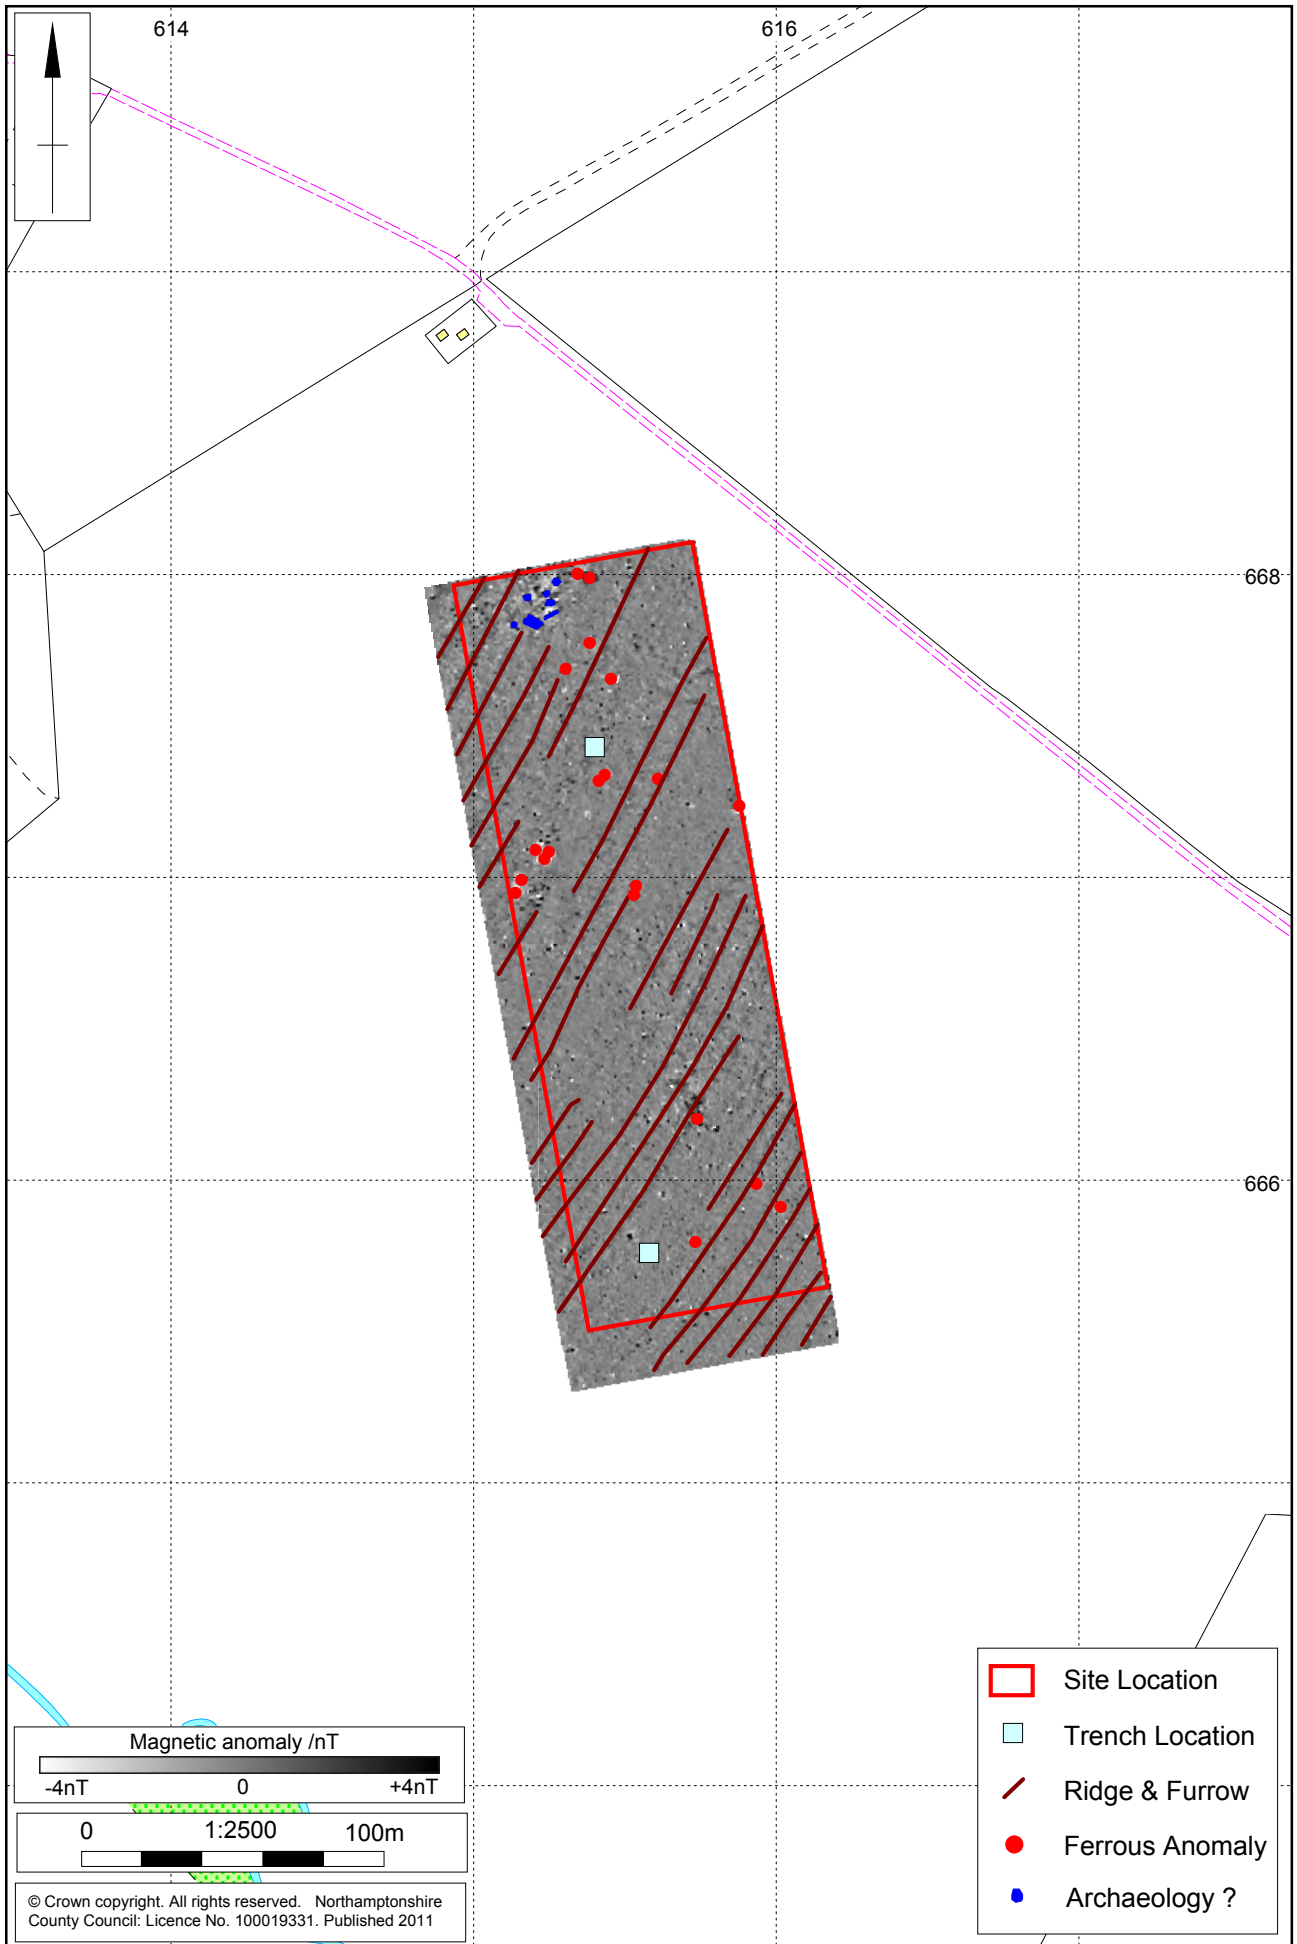 614
616
668
666
Magnetic anomaly /nT
-4nT 0 +4nT
0 1:2500 100m
© Crown copyright. All rights reserved. Northamptonshire
County Council: Licence No. 100019331. Published 2011
Site Location
Trench Location
Ridge & Furrow
Ferrous Anomaly
Archaeology ?